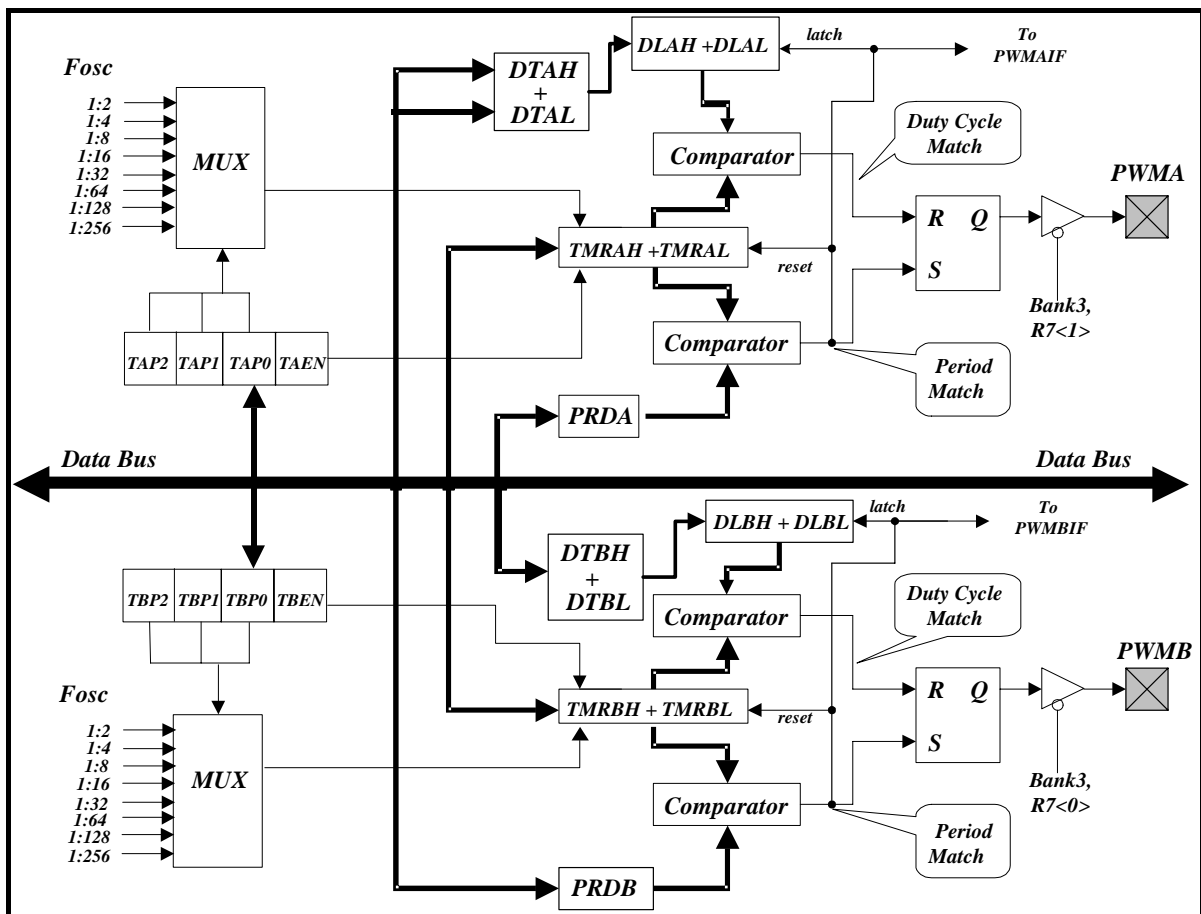 DLAH +DLAL
latch
To
PWMAIF
Fosc
DTAH
+
DTAL
1:2
1:4
1:8
1:16
1:32
1:64
1:128
1:256
MUX
Duty Cycle
Match
Comparator
PWMA
R Q
S
TMRAH +TMRAL
reset
Bank3,
R7<1>
TAP2 TAP1 TAP0 TAEN
Comparator
Period
Match
PRDA
Data Bus Data Bus
DLBH + DLBL
latch
To
PWMBIF
DTBH
+
DTBL
TBP2 TBP1 TBP0 TBEN
Duty Cycle
Match
Comparator
PWMB
Fosc
R Q
S
TMRBH + TMRBL
reset
1:2
1:4
1:8
1:16
1:32
1:64
1:128
1:256
MUX
Bank3,
R7<0>
Comparator
Period
Match
PRDB